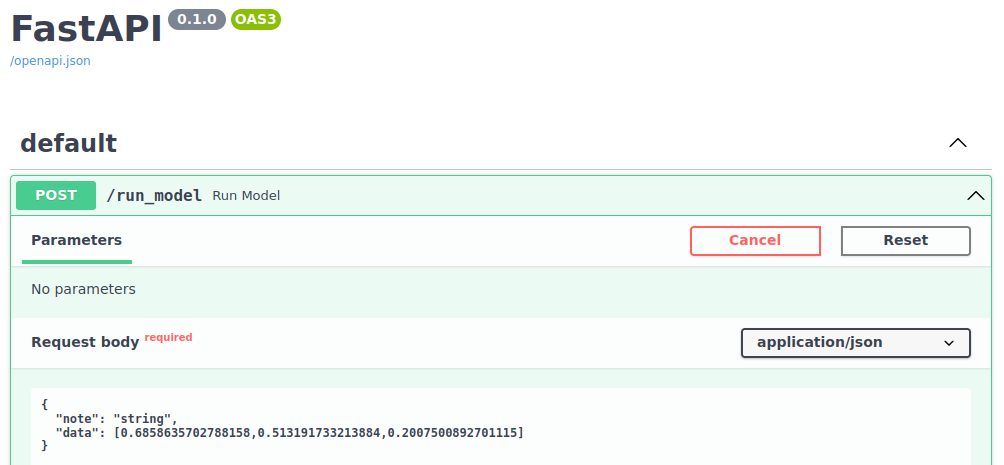 FastAPI 0.1.0 OAS3
/openapi.json
default
POST /run_model Run Model
Parameters Cancel Reset
No parameters
Request body required application/json
{
  "note": "string",
  "data": [0.6858635702788158,0.513191733213884,0.2007500892701115]
}